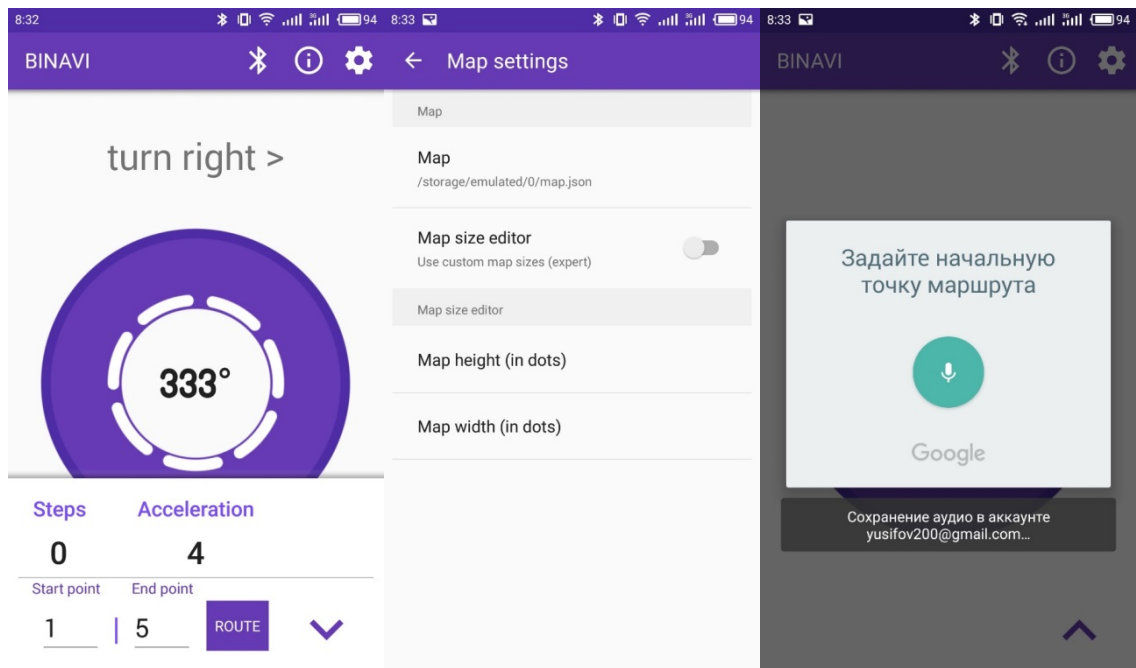 8:32 94
BINAVI
turn right >
333°
Steps Acceleration
0 4
Start point End point
1 | 5 ROUTE
8:33 94
Map settings
Map
Map
/storage/emulated/0/map.json
Map size editor
Use custom map sizes (expert)
Map size editor
Map height (in dots)
Map width (in dots)
8:33 94
BINAVI
Задайте начальную
точку маршрута
Google
Сохранение аудио в аккаунте
yusifov200@gmail.com...